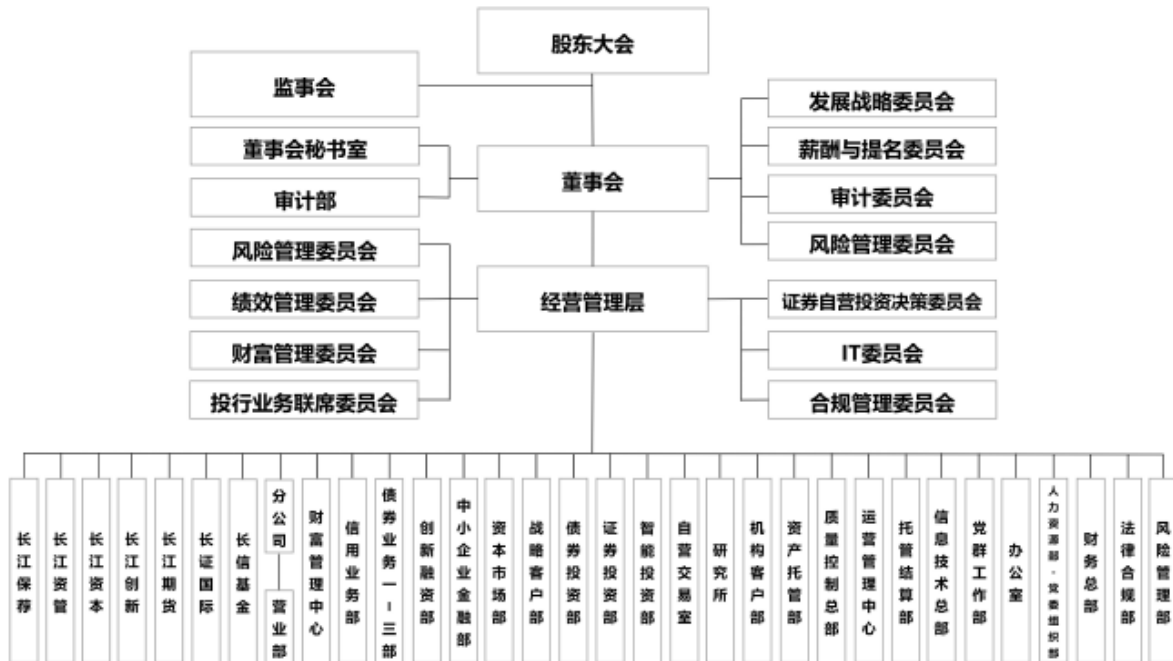 股东大会
监事会
发展战略委员会
董事会秘书室
董事会
薪酬与提名委员会
审计部
审计委员会
风险管理委员会
风险管理委员会
绩效管理委员会
经营管理层
证券自营投资决策委员会
财富管理委员会
IT委员会
投行业务联席委员会
合规管理委员会
长江保荐
长江资管
长江资本
长江创新
长江期货
长证国际
长信基金
分公司
营业部
财富管理中心
信用业务部
债券业务一-三部
创新融资部
中小企业金融部
资本市场部
战略客户部
债券投资部
证券投资部
智能投资部
自营交易室
研究所
机构客户部
资产托管部
质量控制总部
运营管理中心
托管结算部
信息技术总部
党群工作部
办公室
人力资源部·党委组织部
财务总部
法律合规部
风险管理部